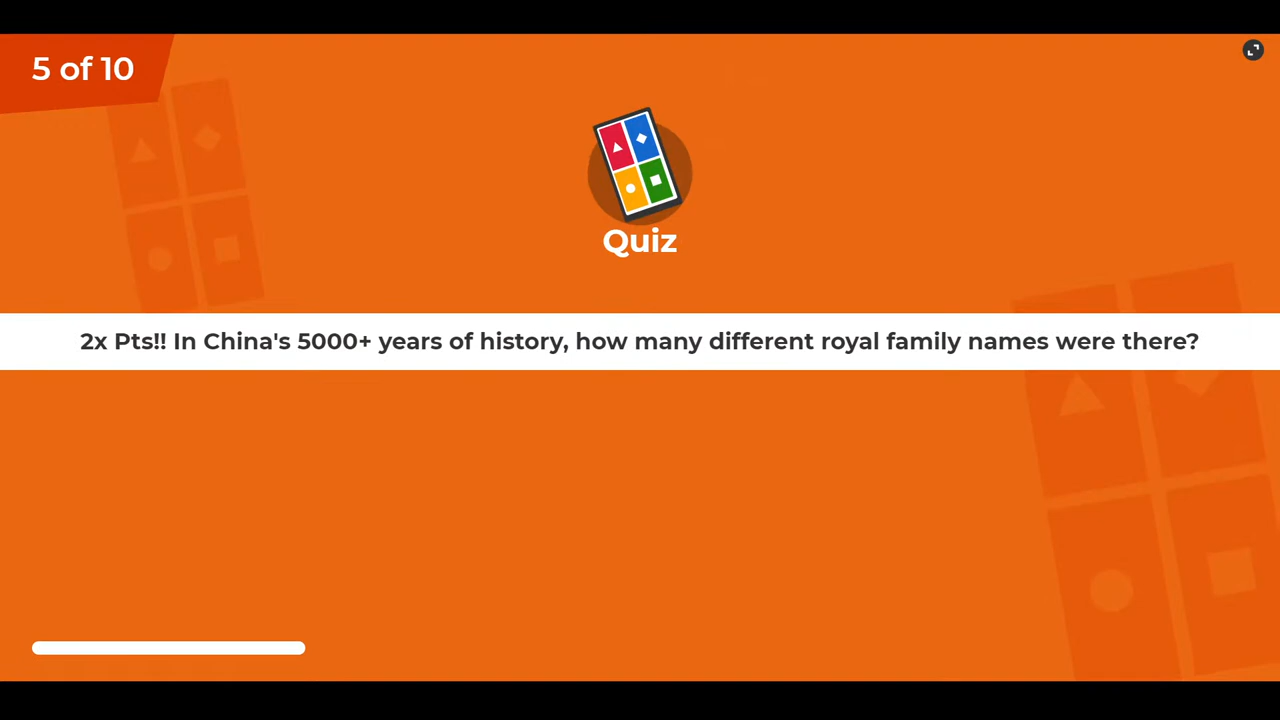 5 of 10
Quiz
2x Pts!! In China's 5000+ years of history, how many different royal family names were there?